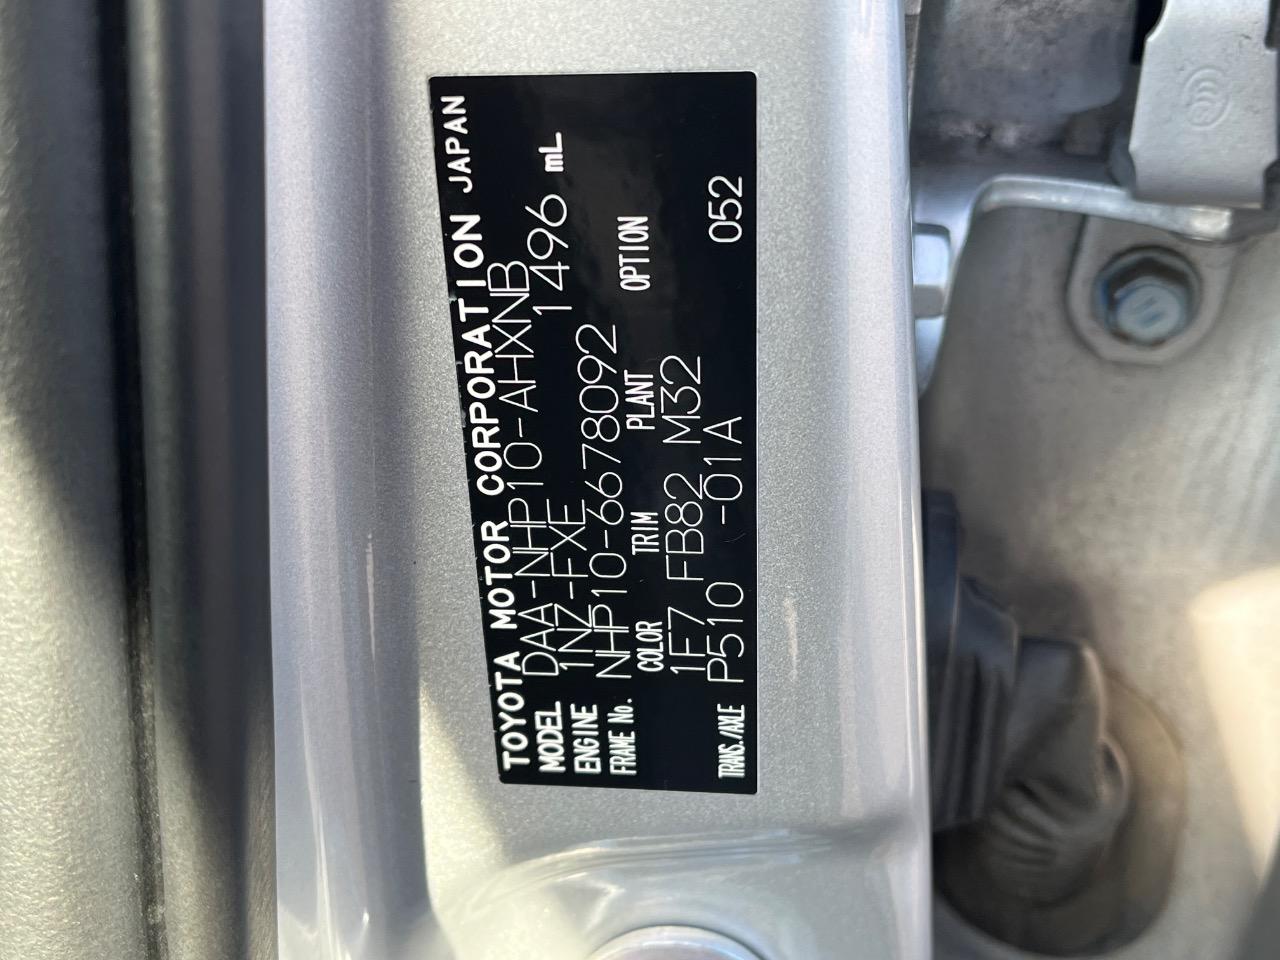 TOYOTA MOTOR CORPORATION JAPAN
MODEL DAA-NHP10-AHXNB
ENGINE 1NZ-FXE 1496 mL
FRAME No. NHP10-6678092
COLOR TRIM PLANT OPTION
1F7 FB82 M32
TRANS./AXLE P510 -01A 052